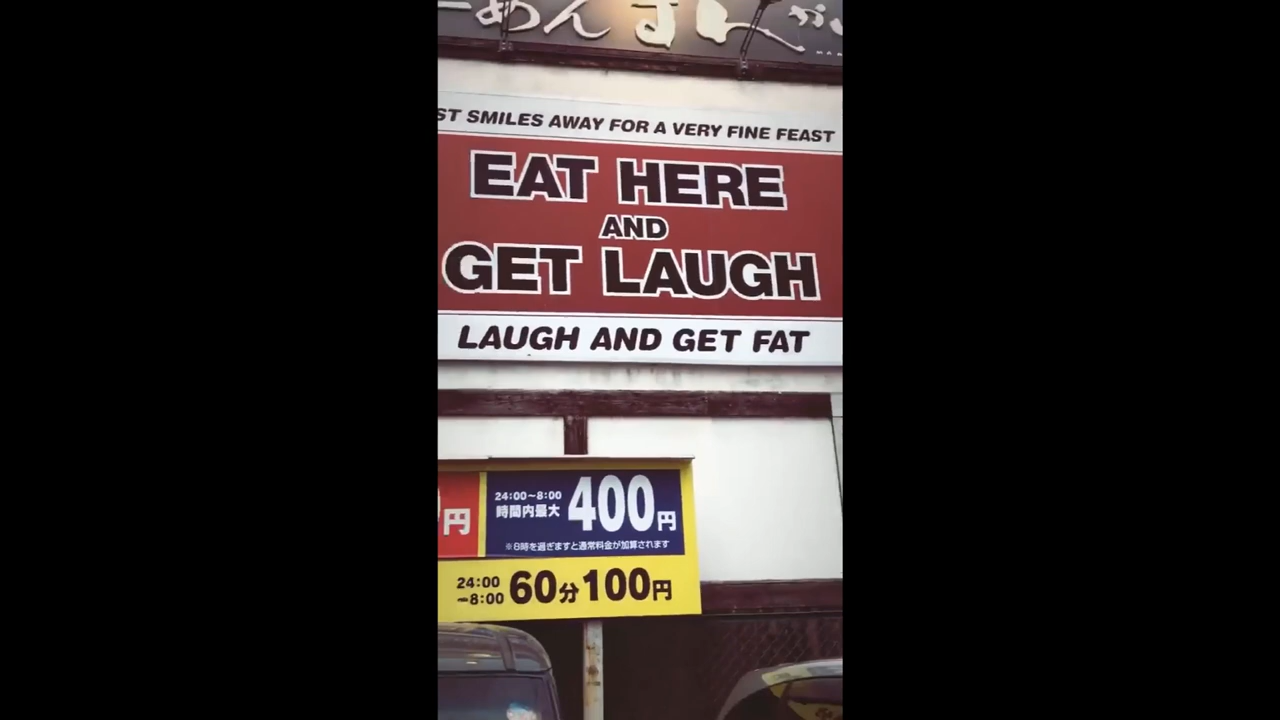 ST SMILES AWAY FOR A VERY FINE FEAST
EAT HERE
AND
GET LAUGH
LAUGH AND GET FAT
円
24:00~8:00
時間内最大
400円
※8時を過ぎますと通常料金が加算されます
24:00
-8:00
60分100円